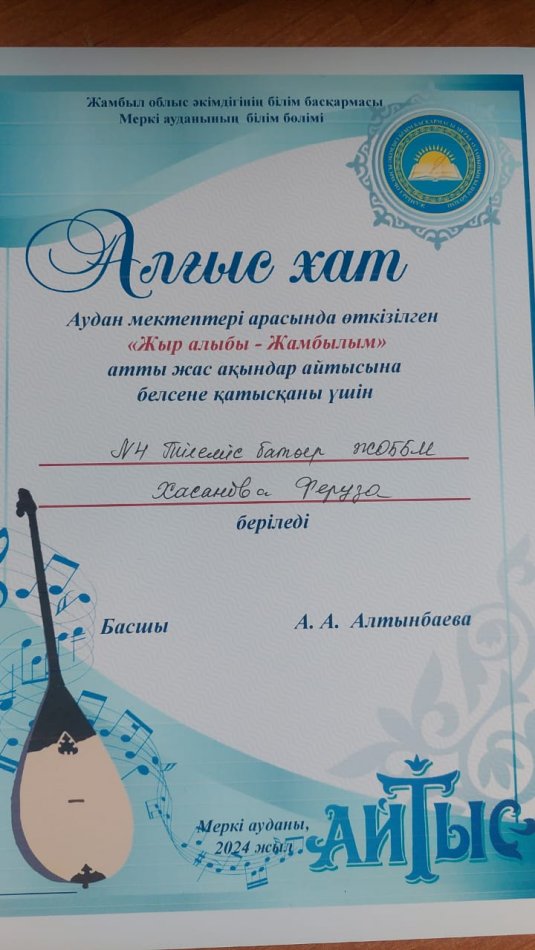 Жамбыл облыс әкімдігінің білім басқармасы
Меркі ауданының білім бөлімі
Алғыс хат
Аудан мектептері арасында өткізілген
«Жыр алыбы - Жамбылым»
атты жас ақындар айтысына
белсене қатысқаны үшін
№4 Тілеміс батыр ЖОББМ
Хасанова Феруза
беріледі
Басшы А. А. Алтынбаева
Меркі ауданы,
2024 жыл
АЙТЫС